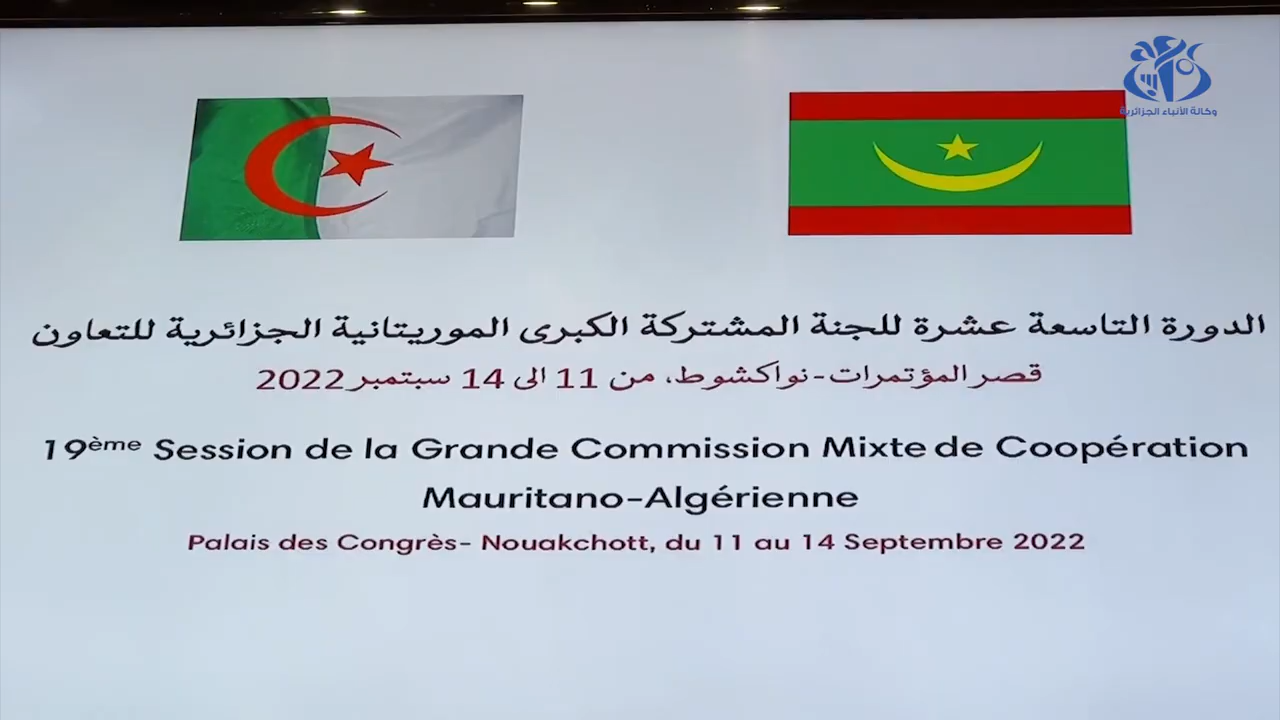 وكالة الأنباء الجزائرية
الدورة التاسعة عشرة للجنة المشتركة الكبرى الموريتانية الجزائرية للتعاون
قصر المؤتمرات-نواكشوط، من 11 الى 14 سبتمبر 2022
19ème Session de la Grande Commission Mixte de Coopération
Mauritano-Algérienne
Palais des Congrès- Nouakchott, du 11 au 14 Septembre 2022